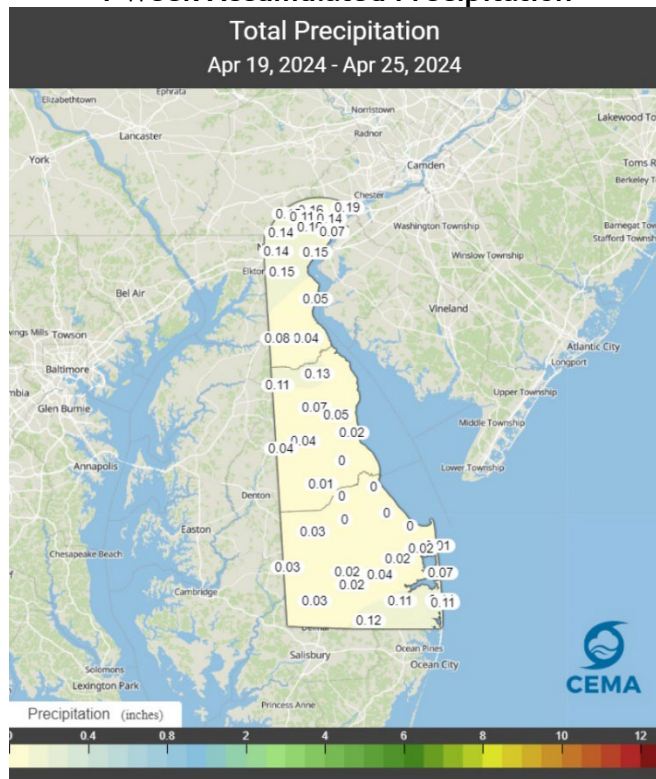 Total Precipitation
Apr 19, 2024 - Apr 25, 2024
Elizabethtown
Ephrata
Norristown
Lakewood
Lancaster
Radnor
York
Camden
Toms R
Chester
Berkeley T
0.19
0.16
0.11
0.14
Washington Township
Barnegat
0.14
0.07
Stafford
0.14
0.15
Winslow Township
Elkton
0.15
Bel Air
0.05
Vineland
Mills Towson
0.08
0.04
Atlantic City
Longport
Baltimore
0.13
0.11
Upper Township
Glen Burnie
0.07
0.05
Middle Township
0.02
0.04
0.04
Annapolis
0
Lower Township
0.01
0
Denton
0
0
0
0
Easton
0.03
Chesapeake Beach
0.02
0.02
0.03
0.02
0.04
0.07
0.02
Cambridge
0.03
0.11
0.11
0.12
Salisbury
Ocean Pines
Ocean City
Solomons
Lexington Park
CEMA
Princess Anne
Precipitation (inches)
0
0.4
0.8
2
4
6
8
10
12